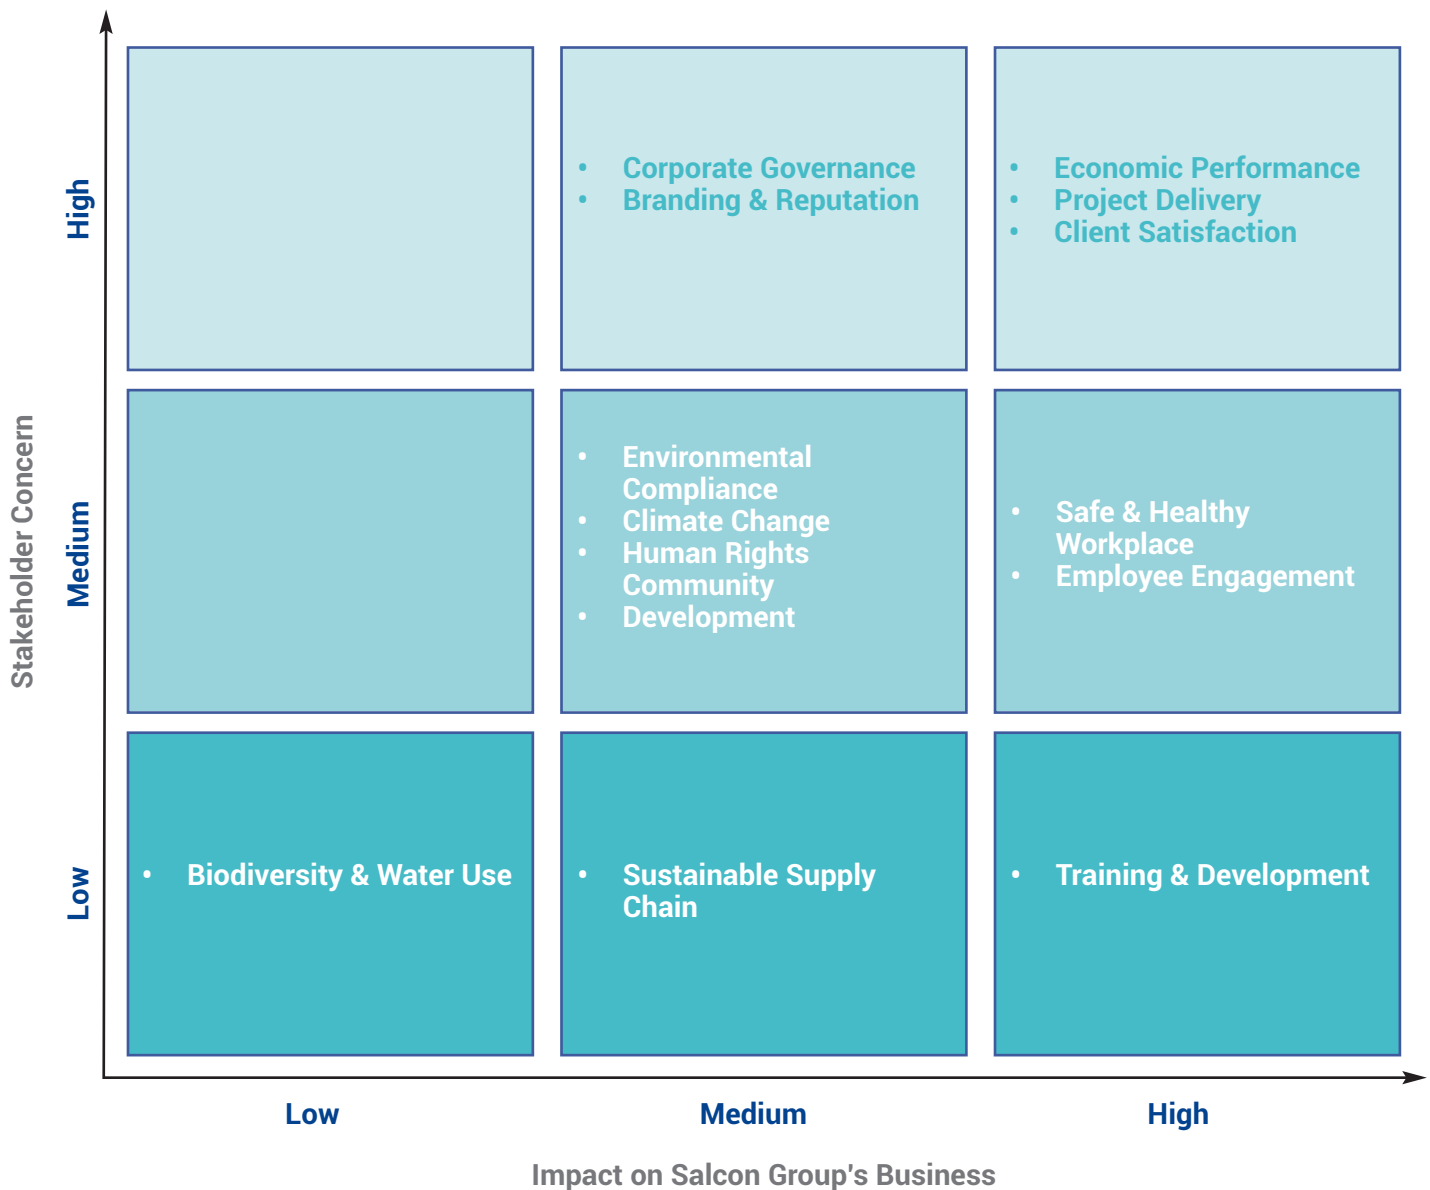 High
• Corporate Governance
• Branding & Reputation
• Economic Performance
• Project Delivery
• Client Satisfaction
Stakeholder Concern
Medium
• Environmental
Compliance
• Climate Change
• Human Rights
Community
• Development
• Safe & Healthy
Workplace
• Employee Engagement
Low
• Biodiversity & Water Use
• Sustainable Supply
Chain
• Training & Development
Low
Medium
High
Impact on Salcon Group's Business